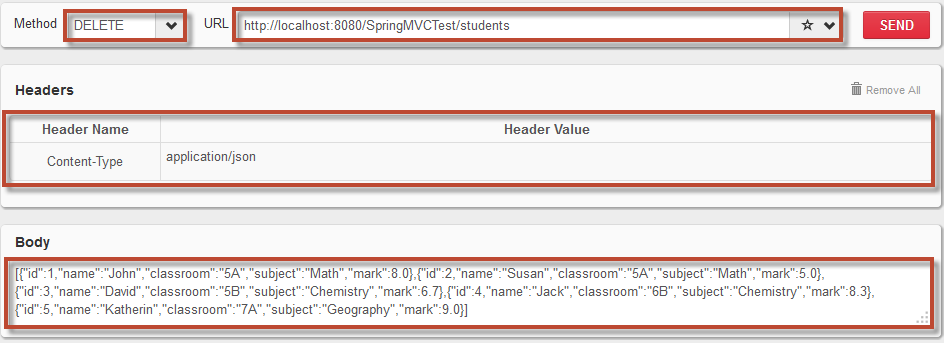 Method DELETE URL http://localhost:8080/SpringMVCTest/students SEND
Headers Remove All
Header Name Header Value
Content-Type application/json
Body
[{"id":1,"name":"John","classroom":"5A","subject":"Math","mark":8.0},{"id":2,"name":"Susan","classroom":"5A","subject":"Math","mark":5.0},
{"id":3,"name":"David","classroom":"5B","subject":"Chemistry","mark":6.7},{"id":4,"name":"Jack","classroom":"6B","subject":"Chemistry","mark":8.3},
{"id":5,"name":"Katherin","classroom":"7A","subject":"Geography","mark":9.0}]